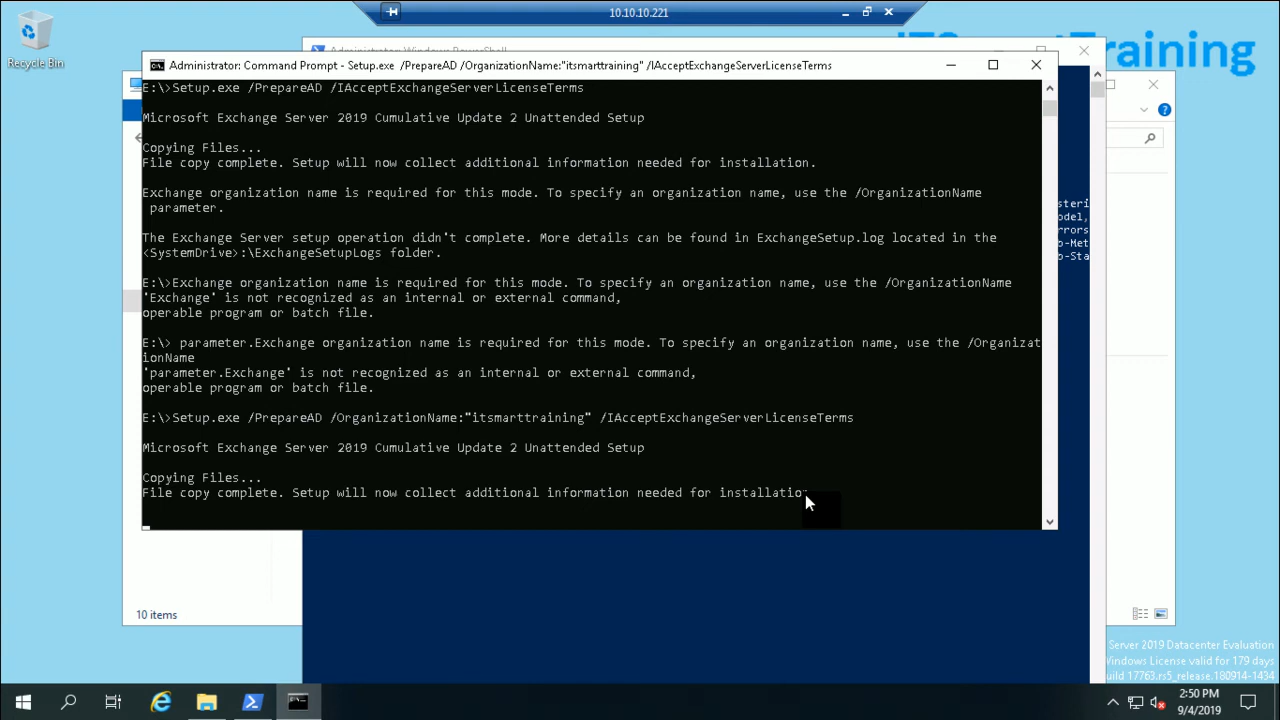 10.10.10.221
Recycle Bin
Administrator: Windows PowerShell
Training
Administrator: Command Prompt - Setup.exe  /PrepareAD /OrganizationName:"itsmarttraining" /IAcceptExchangeServerLicenseTerms
E:\>Setup.exe /PrepareAD /IAcceptExchangeServerLicenseTerms
Microsoft Exchange Server 2019 Cumulative Update 2 Unattended Setup
Copying Files...
File copy complete. Setup will now collect additional information needed for installation.
Exchange organization name is required for this mode. To specify an organization name, use the /OrganizationName
 parameter.
The Exchange Server setup operation didn't complete. More details can be found in ExchangeSetup.log located in the
<SystemDrive>:\ExchangeSetupLogs folder.
E:\>Exchange organization name is required for this mode. To specify an organization name, use the /OrganizationName
'Exchange' is not recognized as an internal or external command,
operable program or batch file.
E:\> parameter.Exchange organization name is required for this mode. To specify an organization name, use the /Organizat
ionName
'parameter.Exchange' is not recognized as an internal or external command,
operable program or batch file.
E:\>Setup.exe /PrepareAD /OrganizationName:"itsmarttraining" /IAcceptExchangeServerLicenseTerms
Microsoft Exchange Server 2019 Cumulative Update 2 Unattended Setup
Copying Files...
File copy complete. Setup will now collect additional information needed for installation
steri
odel,
rrors
o-Met
o-Sta
10 items
Server 2019 Datacenter Evaluation
Windows License valid for 179 days
uild 17763.rs5_release.180914-1434
2:50 PM
9/4/2019